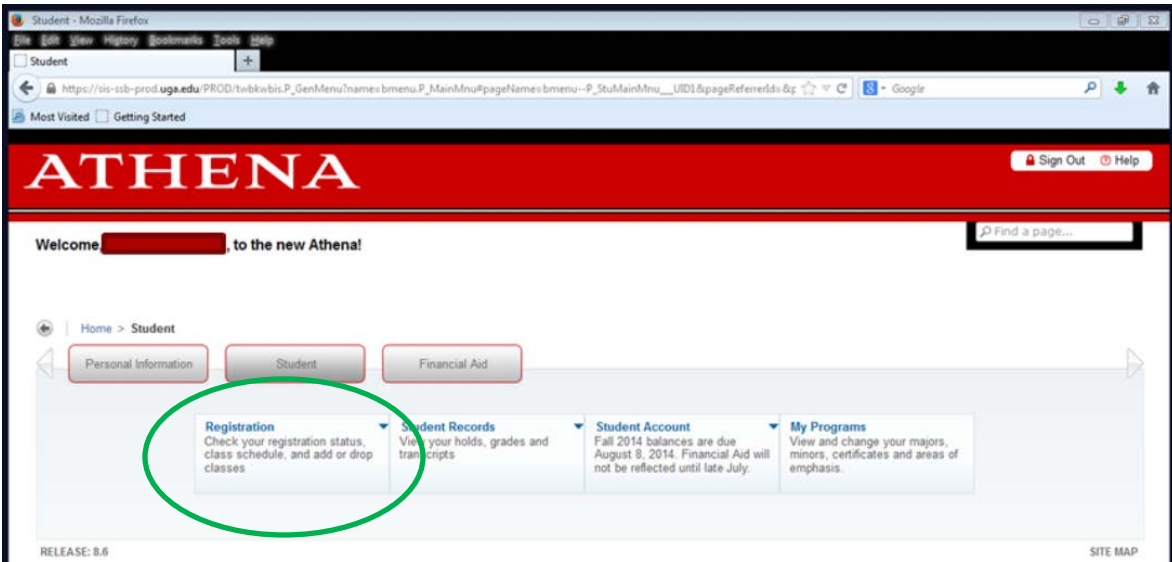 Student - Mozilla Firefox
File Edit View History Bookmarks Tools Help
Student +
https://sis-ssb-prod.uga.edu/PROD/twbkwbis.P_GenMenu?name=bmenu.P_MainMnu#pageName=bmenu--P_StuMainMnu__UID1&pageReferrerId=&p Google
Most Visited Getting Started
ATHENA
Sign Out Help
Find a page...
Welcome, , to the new Athena!
Home > Student
Personal Information Student Financial Aid
Registration Student Records Student Account My Programs
Check your registration status, View your holds, grades and Fall 2014 balances are due View and change your majors,
class schedule, and add or drop transcripts August 8, 2014. Financial Aid will minors, certificates and areas of
classes not be reflected until late July. emphasis.
RELEASE: 8.6 SITE MAP